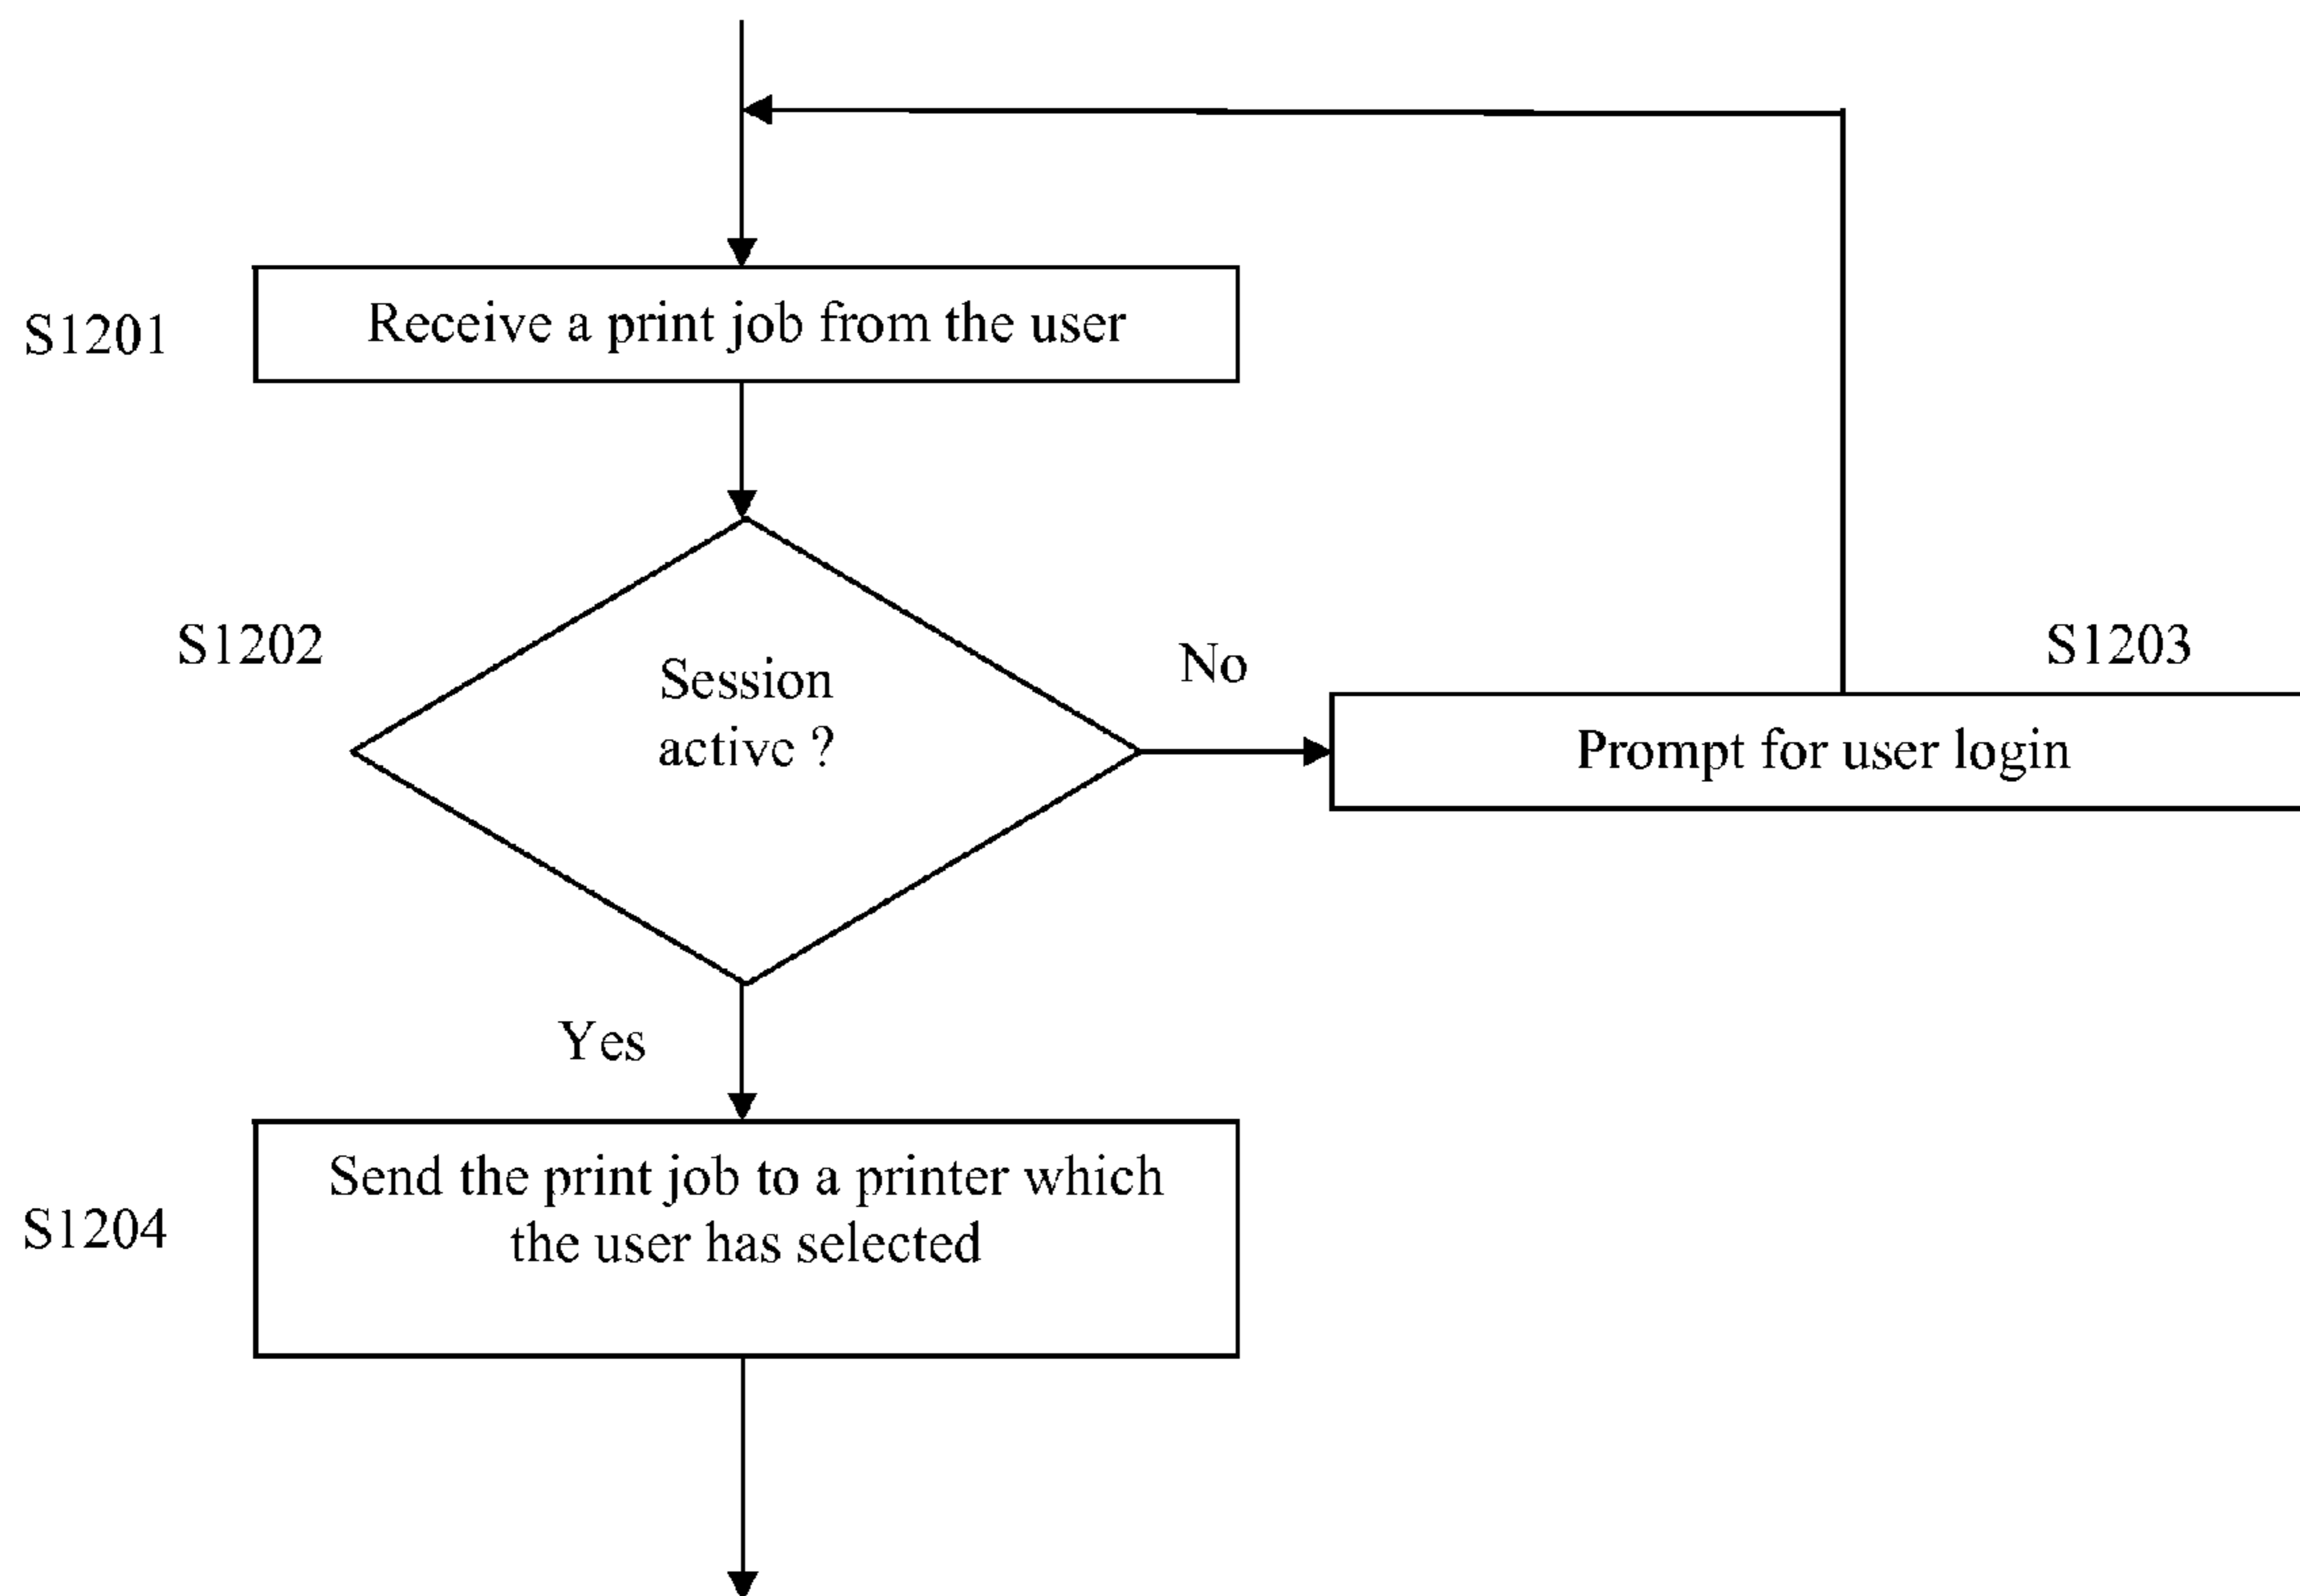 S1201
Receive a print job from the user
S1202
Session
active ?
No
S1203
Prompt for user login
Yes
Send the print job to a printer which
the user has selected
S1204